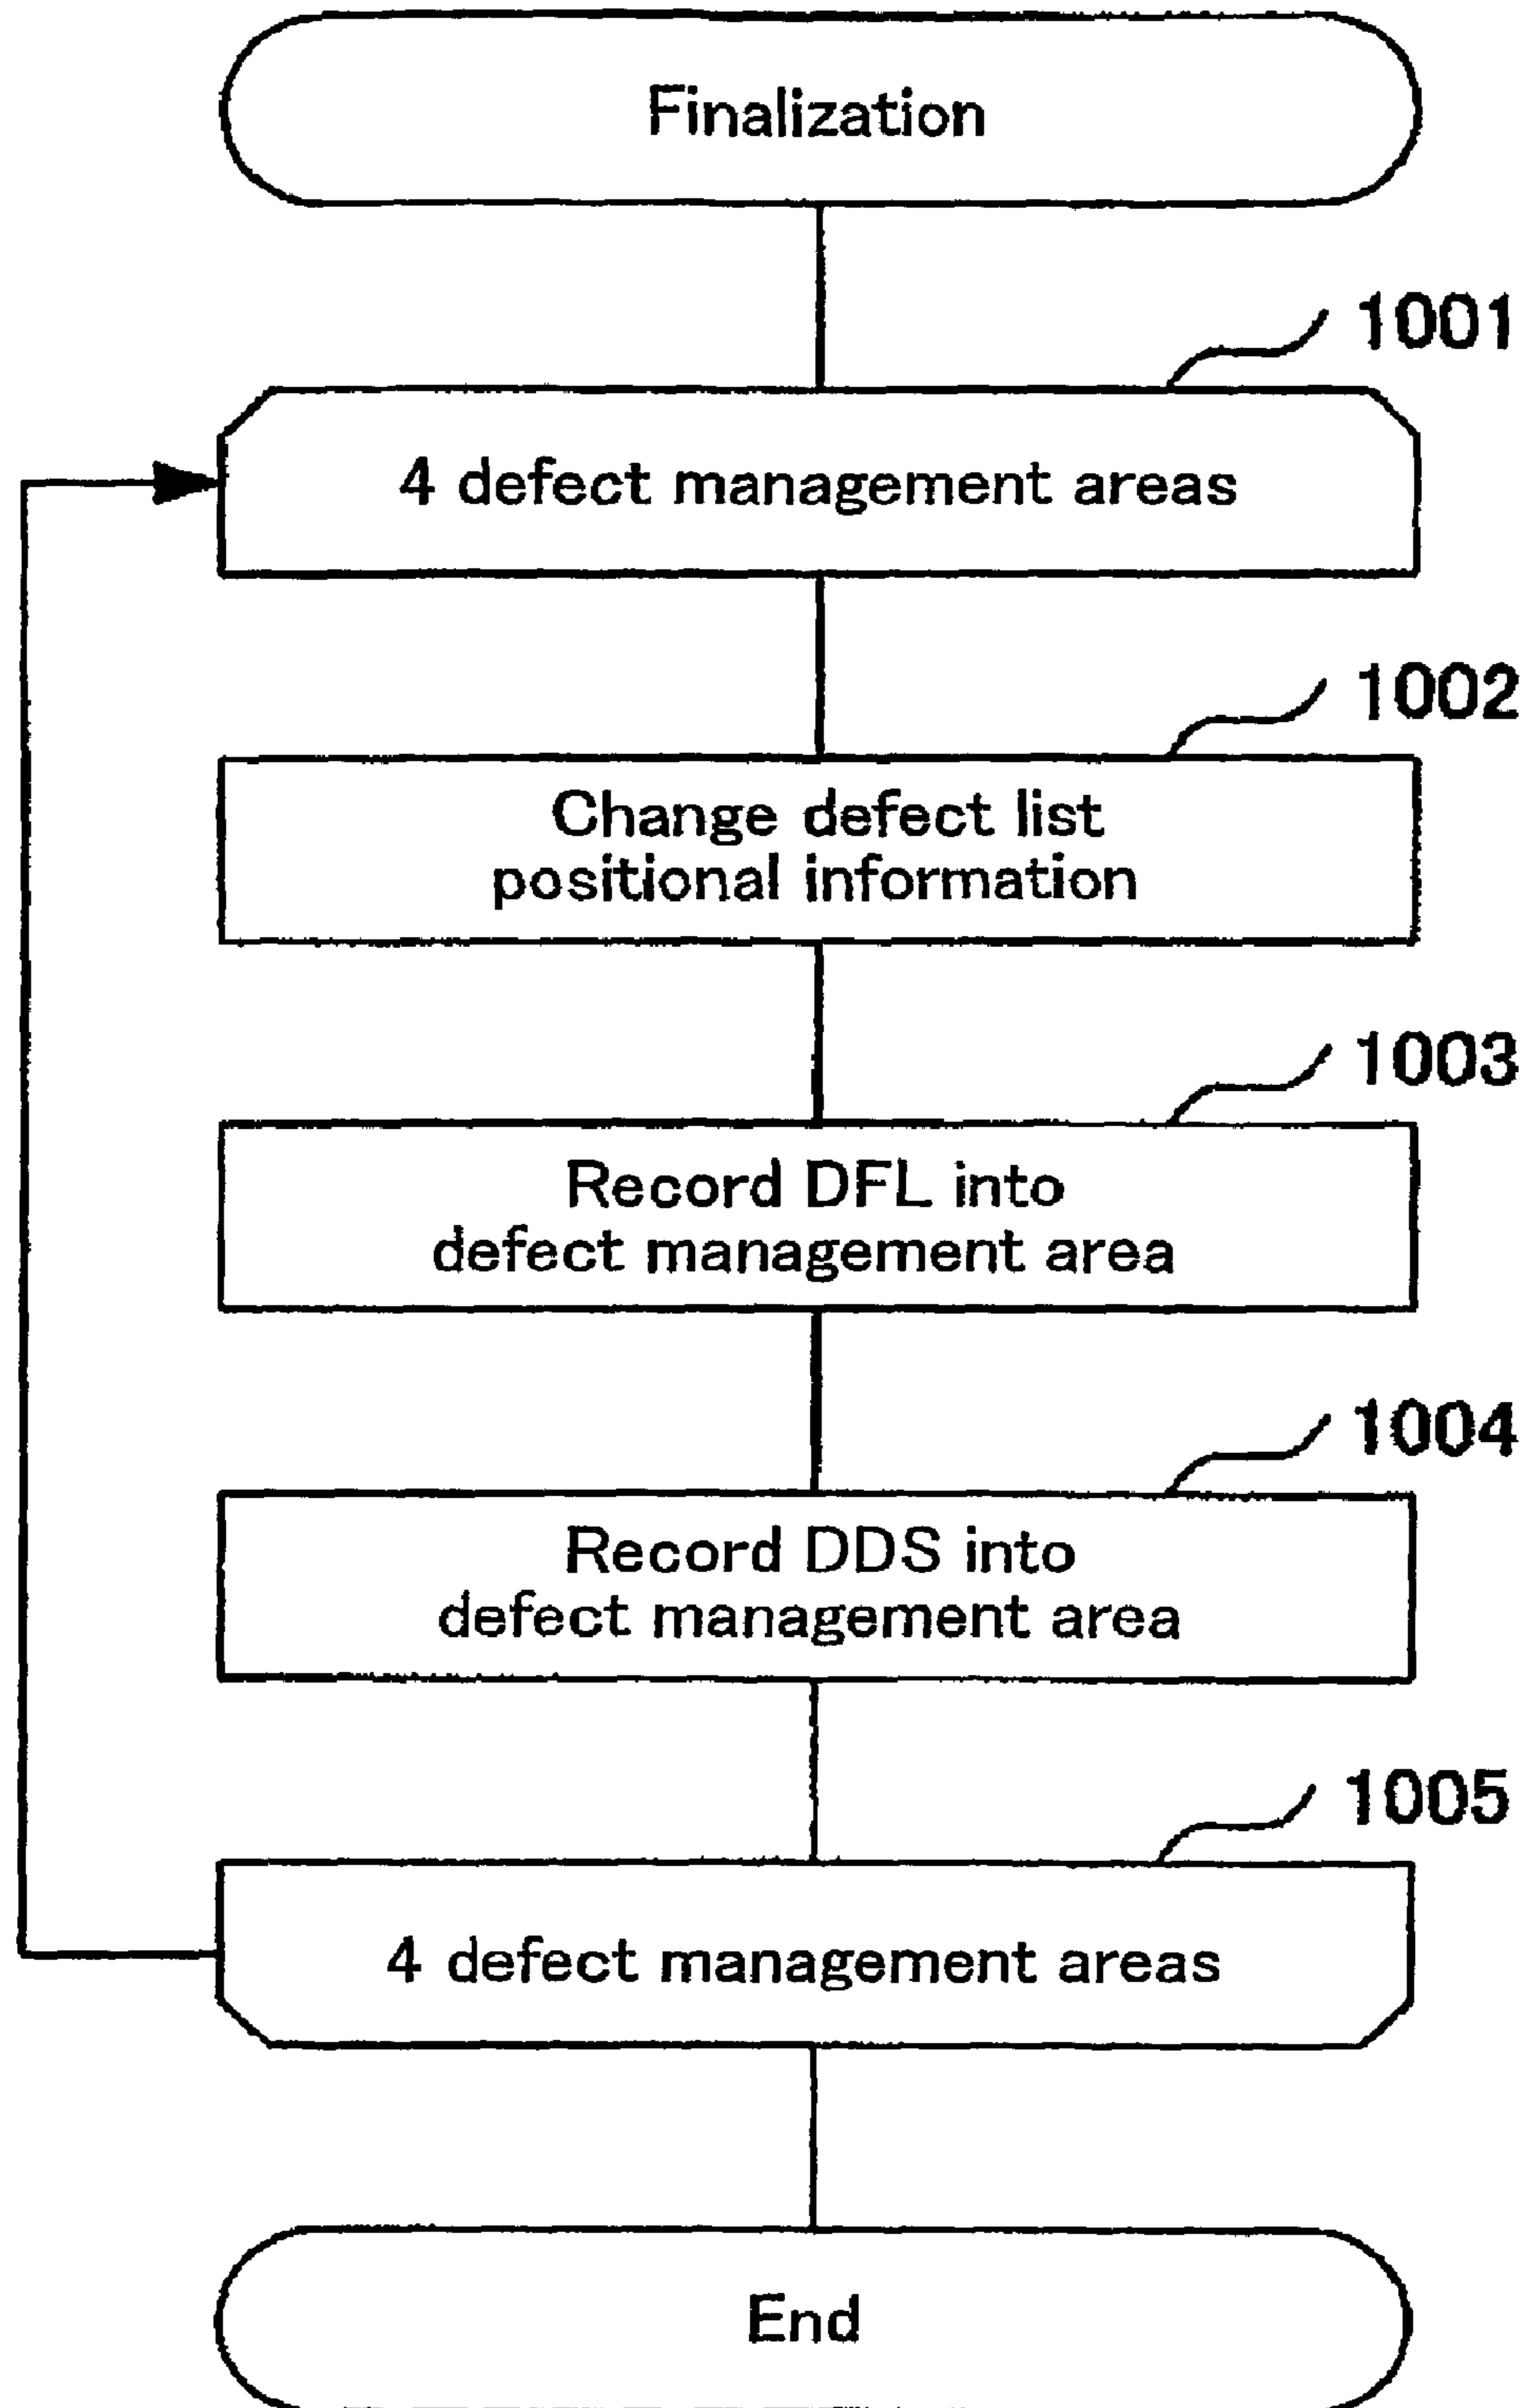 Finalization
1001
4 defect management areas
1002
Change defect list
positional information
1003
Record DFL into
defect management area
1004
Record DDS into
defect management area
1005
4 defect management areas
End